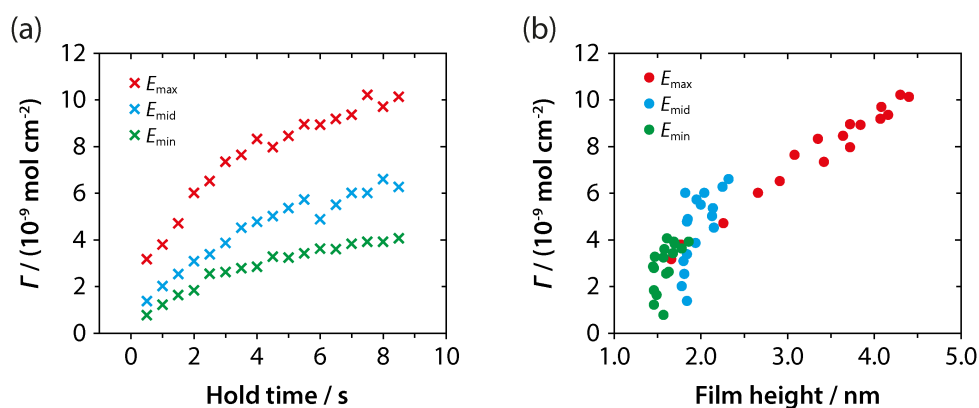 (a)
Γ / (10⁻⁹ mol cm⁻²)
12
10
8
6
4
2
0
E_max
E_mid
E_min
0 2 4 6 8 10
Hold time / s
(b)
Γ / (10⁻⁹ mol cm⁻²)
12
10
8
6
4
2
0
E_max
E_mid
E_min
1.0 2.0 3.0 4.0 5.0
Film height / nm